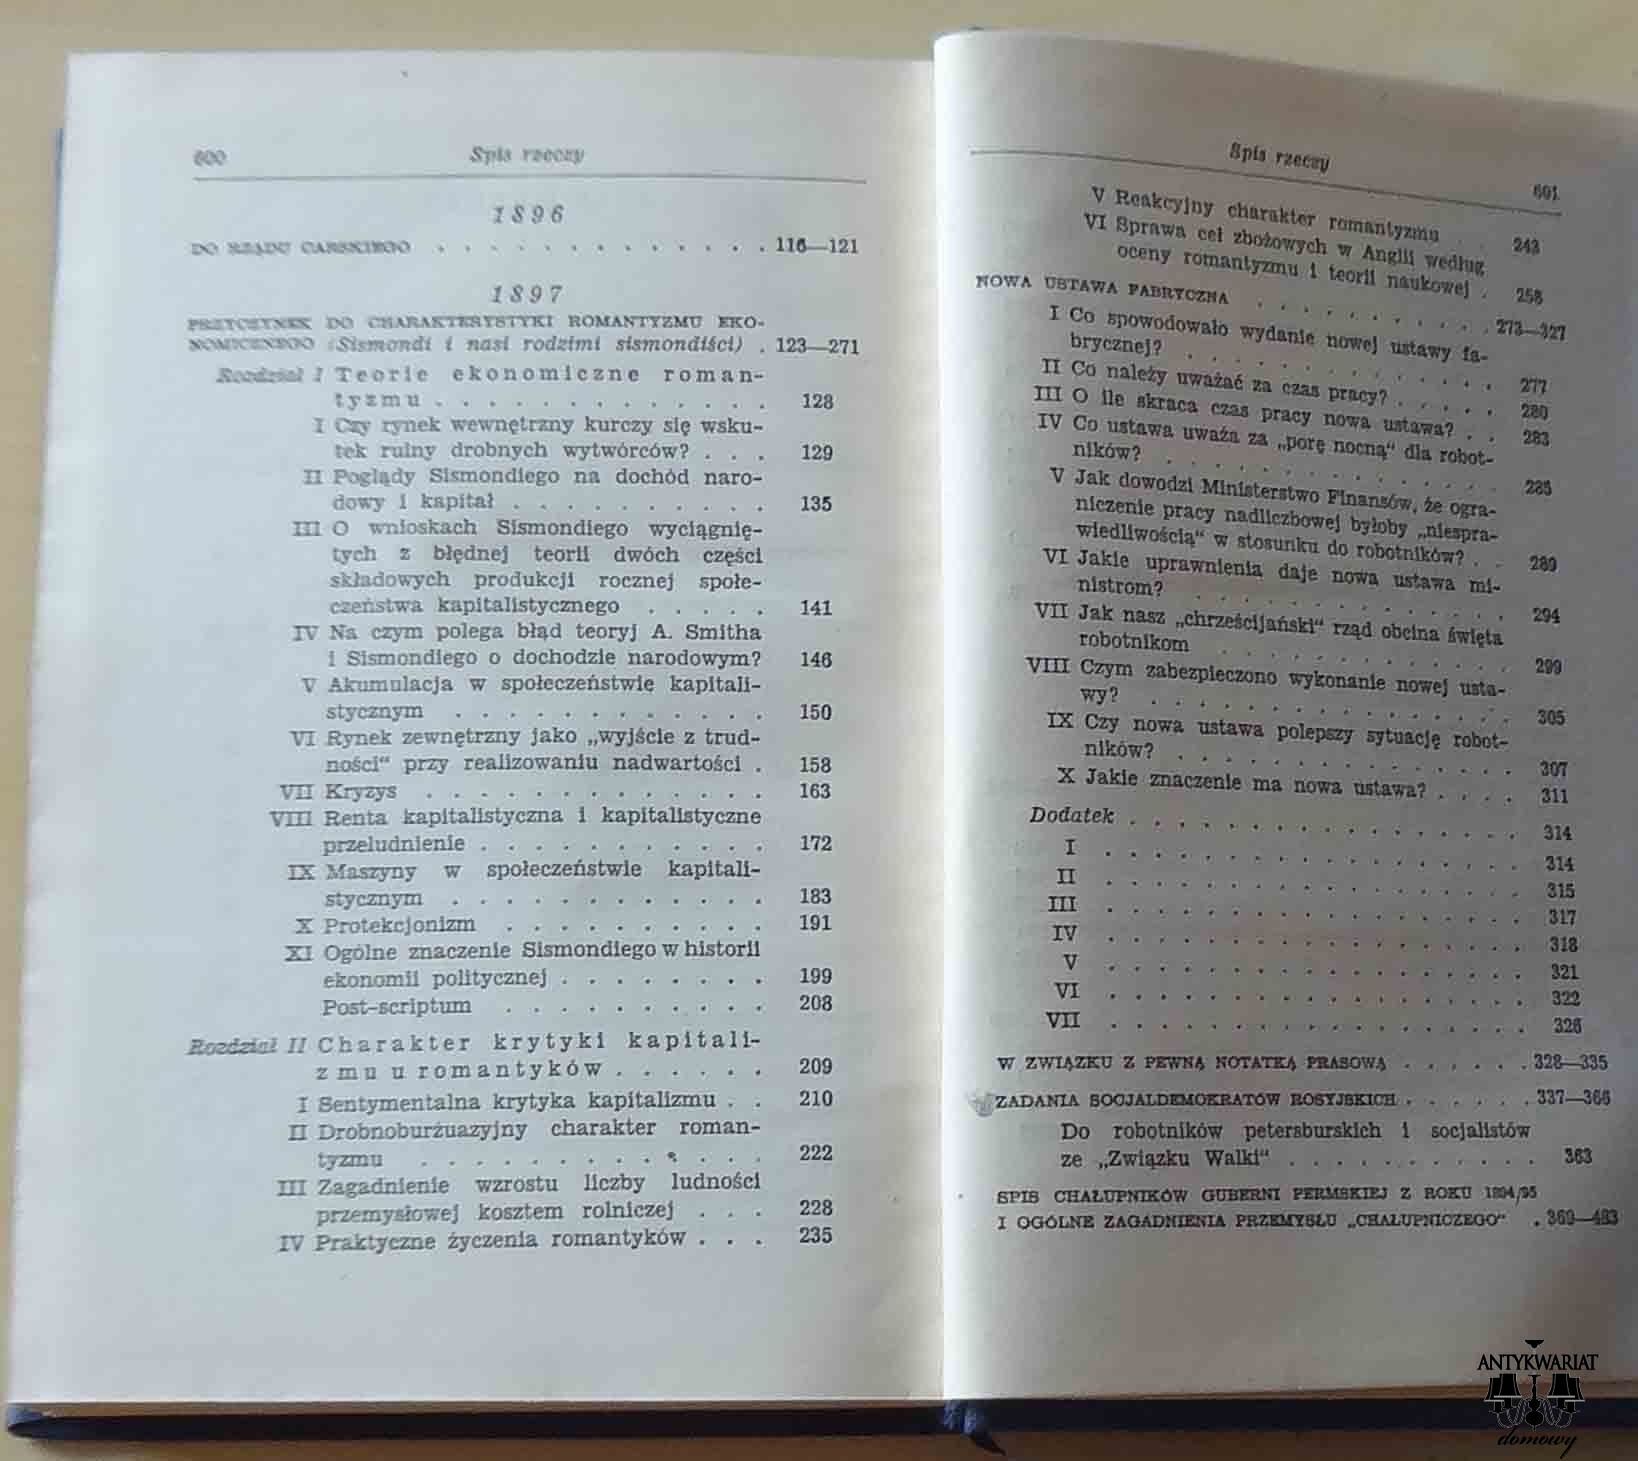 600 Spis rzeczy
1896
DO RZĄDU CARSKIEGO . . . . . . . . . . . . . 116—121
1897
PRZYCZYNEK DO CHARAKTERYSTYKI ROMANTYZMU EKO-
NOMICZNEGO (Sismondi i nasi rodzimi sismondiści) . 123—271
Rozdział I Teorie ekonomiczne roman-
tyzmu . . . . . . . . . . . . . 128
I Czy rynek wewnętrzny kurczy się wsku-
tek ruiny drobnych wytwórców? . . . 129
II Poglądy Sismondiego na dochód naro-
dowy i kapitał . . . . . . . . . . 135
III O wnioskach Sismondiego wyciągnię-
tych z błędnej teorii dwóch części
składowych produkcji rocznej społe-
czeństwa kapitalistycznego . . . . . 141
IV Na czym polega błąd teoryj A. Smitha
i Sismondiego o dochodzie narodowym? 146
V Akumulacja w społeczeństwie kapitali-
stycznym . . . . . . . . . . . . 150
VI Rynek zewnętrzny jako „wyjście z trud-
ności“ przy realizowaniu nadwartości . 158
VII Kryzys . . . . . . . . . . . . . 163
VIII Renta kapitalistyczna i kapitalistyczne
przeludnienie . . . . . . . . . . . 172
IX Maszyny w społeczeństwie kapitali-
stycznym . . . . . . . . . . . . 183
X Protekcjonizm . . . . . . . . . . 191
XI Ogólne znaczenie Sismondiego w historii
ekonomii politycznej . . . . . . . . 199
Post-scriptum . . . . . . . . . . 208
Rozdział II Charakter krytyki kapitali-
zmu u romantyków . . . . . . 209
I Sentymentalna krytyka kapitalizmu . . 210
II Drobnoburżuazyjny charakter roman-
tyzmu . . . . . . . . . . . . . 222
III Zagadnienie wzrostu liczby ludności
przemysłowej kosztem rolniczej . . . 228
IV Praktyczne życzenia romantyków . . . 235
Spis rzeczy 601
V Reakcyjny charakter romantyzmu . . 243
VI Sprawa ceł zbożowych w Anglii według
oceny romantyzmu i teorii naukowej . 258
NOWA USTAWA FABRYCZNA . . . . . . . . . . 273—327
I Co spowodowało wydanie nowej ustawy fa-
brycznej? . . . . . . . . . . . . 277
II Co należy uważać za czas pracy? . . . . . 280
III O ile skraca czas pracy nowa ustawa? . . 283
IV Co ustawa uważa za „porę nocną“ dla robot-
ników? . . . . . . . . . . . . . 285
V Jak dowodzi Ministerstwo Finansów, że ogra-
niczenie pracy nadliczbowej byłoby „niespra-
wiedliwością“ w stosunku do robotników? . . 289
VI Jakie uprawnienia daje nowa ustawa mi-
nistrom? . . . . . . . . . . . . . 294
VII Jak nasz „chrześcijański“ rząd obcina święta
robotnikom . . . . . . . . . . . . 299
VIII Czym zabezpieczono wykonanie nowej usta-
wy? . . . . . . . . . . . . . . 305
IX Czy nowa ustawa polepszy sytuację robot-
ników? . . . . . . . . . . . . . 307
X Jakie znaczenie ma nowa ustawa? . . . . 311
Dodatek . . . . . . . . . . . . . . . 314
I . . . . . . . . . . . . . . . . 314
II . . . . . . . . . . . . . . . . 315
III . . . . . . . . . . . . . . . . 317
IV . . . . . . . . . . . . . . . . 318
V . . . . . . . . . . . . . . . . 321
VI . . . . . . . . . . . . . . . . 322
VII . . . . . . . . . . . . . . . . 326
W ZWIĄZKU Z PEWNĄ NOTATKĄ PRASOWĄ . . . . . . 328—335
ZADANIA SOCJALDEMOKRATÓW ROSYJSKICH . . . . . . 337—366
Do robotników petersburskich i socjalistów
ze „Związku Walki“ . . . . . . . . . . 363
SPIS CHAŁUPNIKÓW GUBERNI PERMSKIEJ Z ROKU 1894/95
I OGÓLNE ZAGADNIENIA PRZEMYSŁU „CHAŁUPNICZEGO“ . 369—483
ANTYKWARIAT
domowy